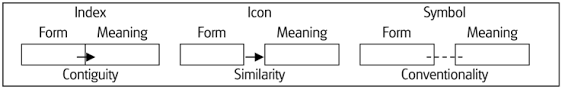 Index Icon Symbol
Form Meaning Form Meaning Form Meaning
Contiguity Similarity Conventionality